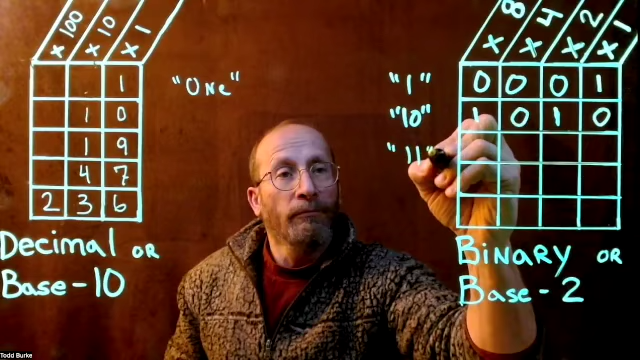 x 100 x 10 x 1
1
1 0
1 9
4 7
2 3 6
Decimal OR
Base-10
"ONe"
"1"
"10"
"11"
x 8 x 4 x 2 x 1
0 0 0 1
1 0 1 0
BiNARY OR
Base-2
Todd Burke